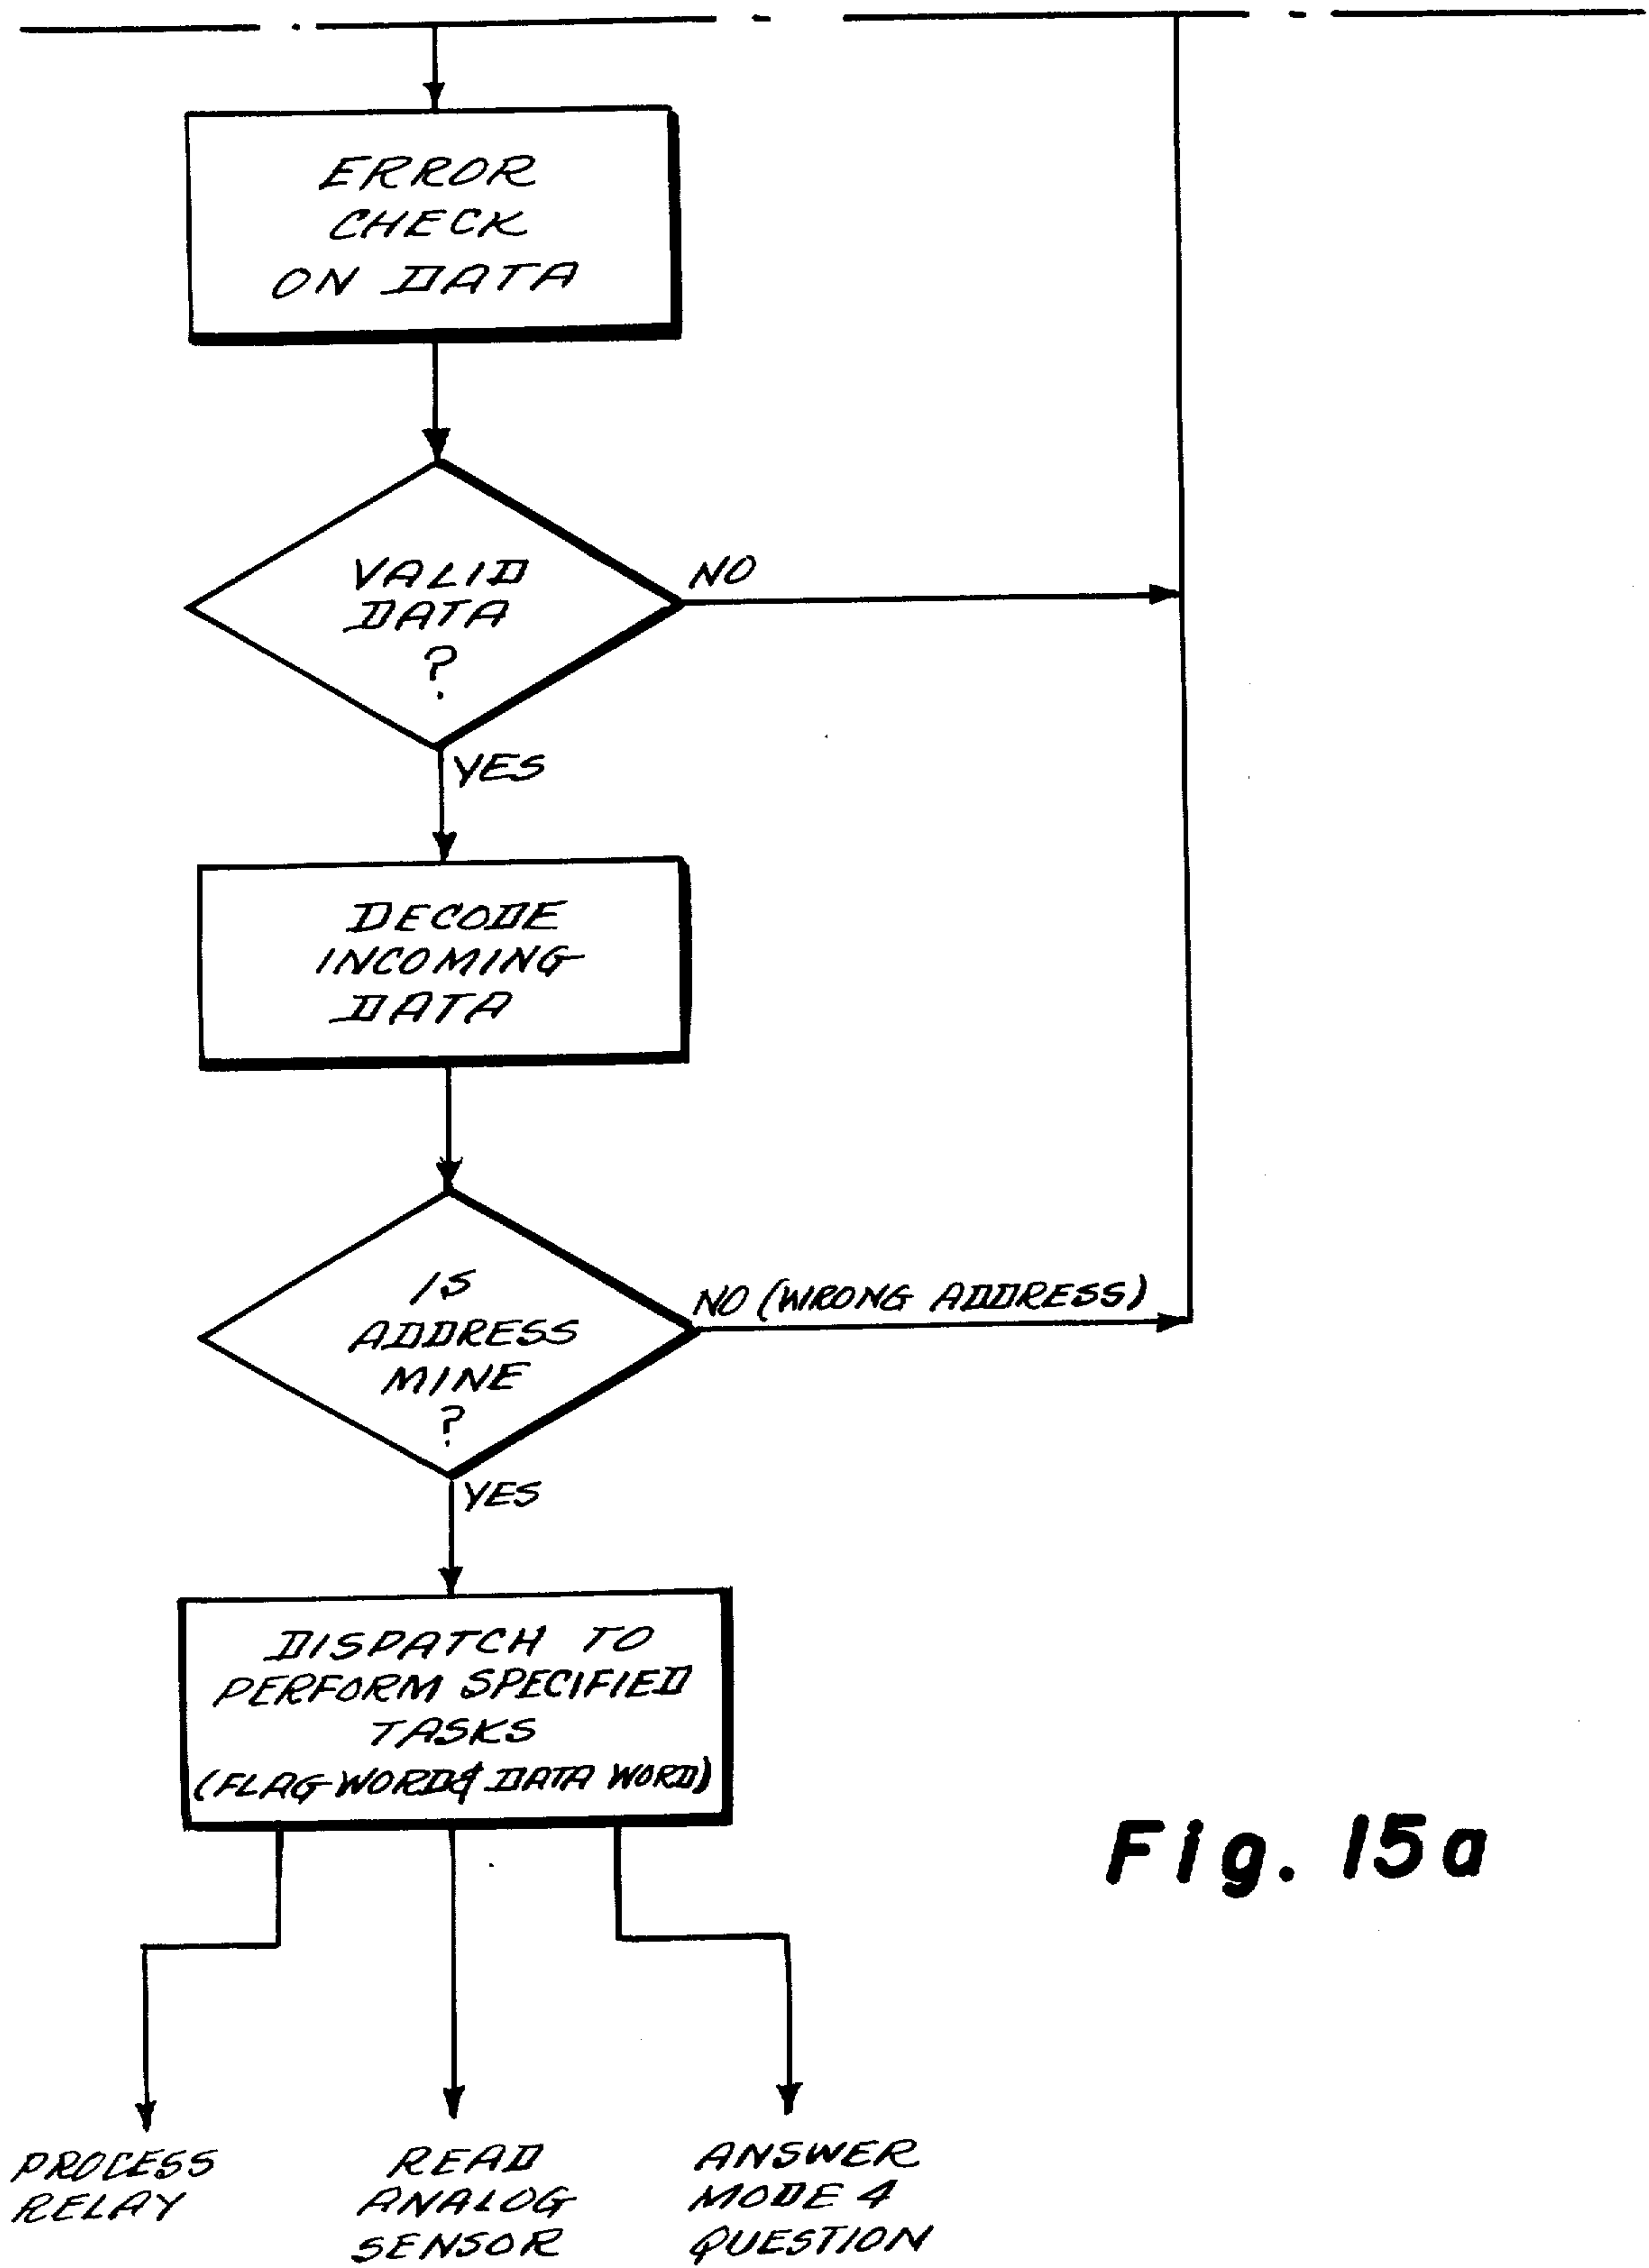 ERROR
CHECK
ON DATA
VALID
DATA
?
NO
YES
DECODE
INCOMING
DATA
IS
ADDRESS
MINE
?
NO (WRONG ADDRESS)
YES
DISPATCH TO
PERFORM SPECIFIED
TASKS
(FLAG WORD & DATA WORD)
Fig. 15a
PROCESS
RELAY
READ
ANALOG
SENSOR
ANSWER
MODE 4
QUESTION